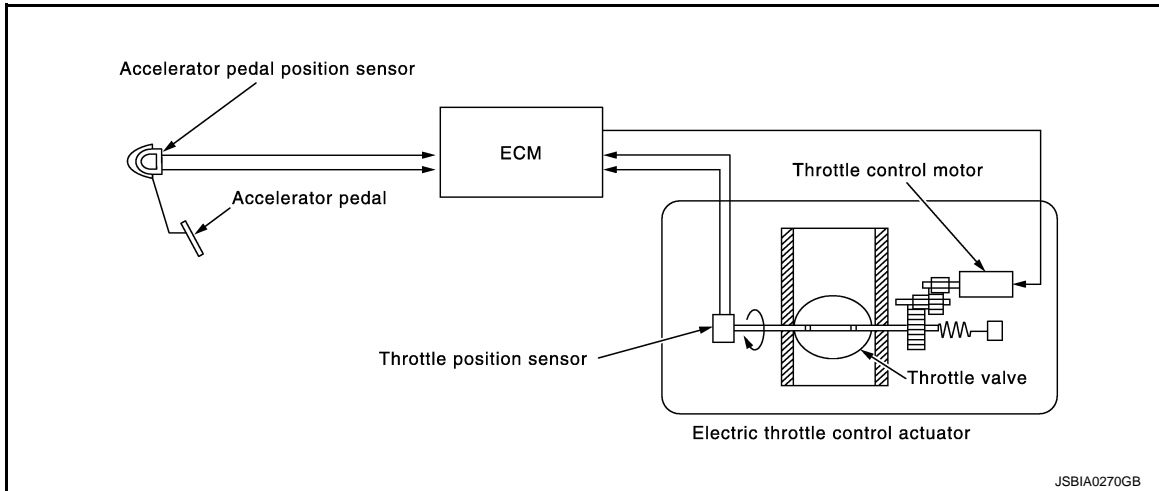 Accelerator pedal position sensor
ECM
Throttle control motor
Accelerator pedal
Throttle position sensor
Throttle valve
Electric throttle control actuator
JSBIA0270GB